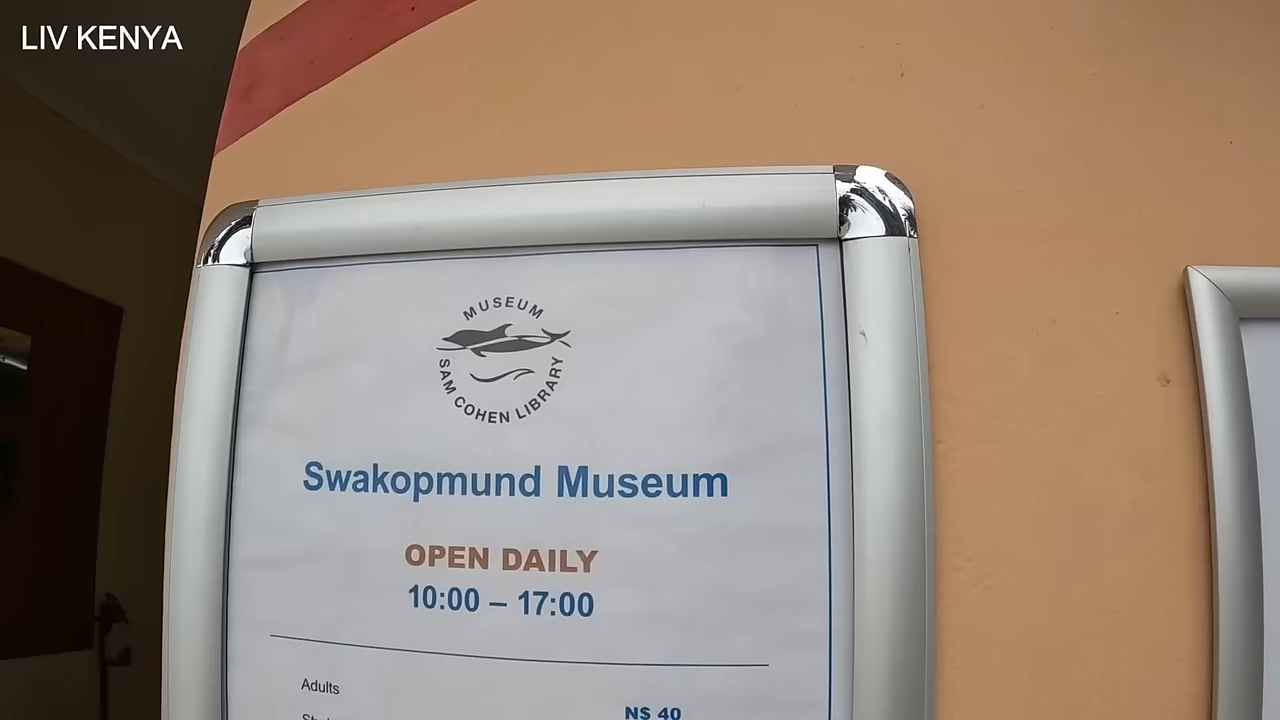 LIV KENYA
MUSEUM
SAM COHEN LIBRARY
Swakopmund Museum
OPEN DAILY
10:00 – 17:00
Adults
N$ 40